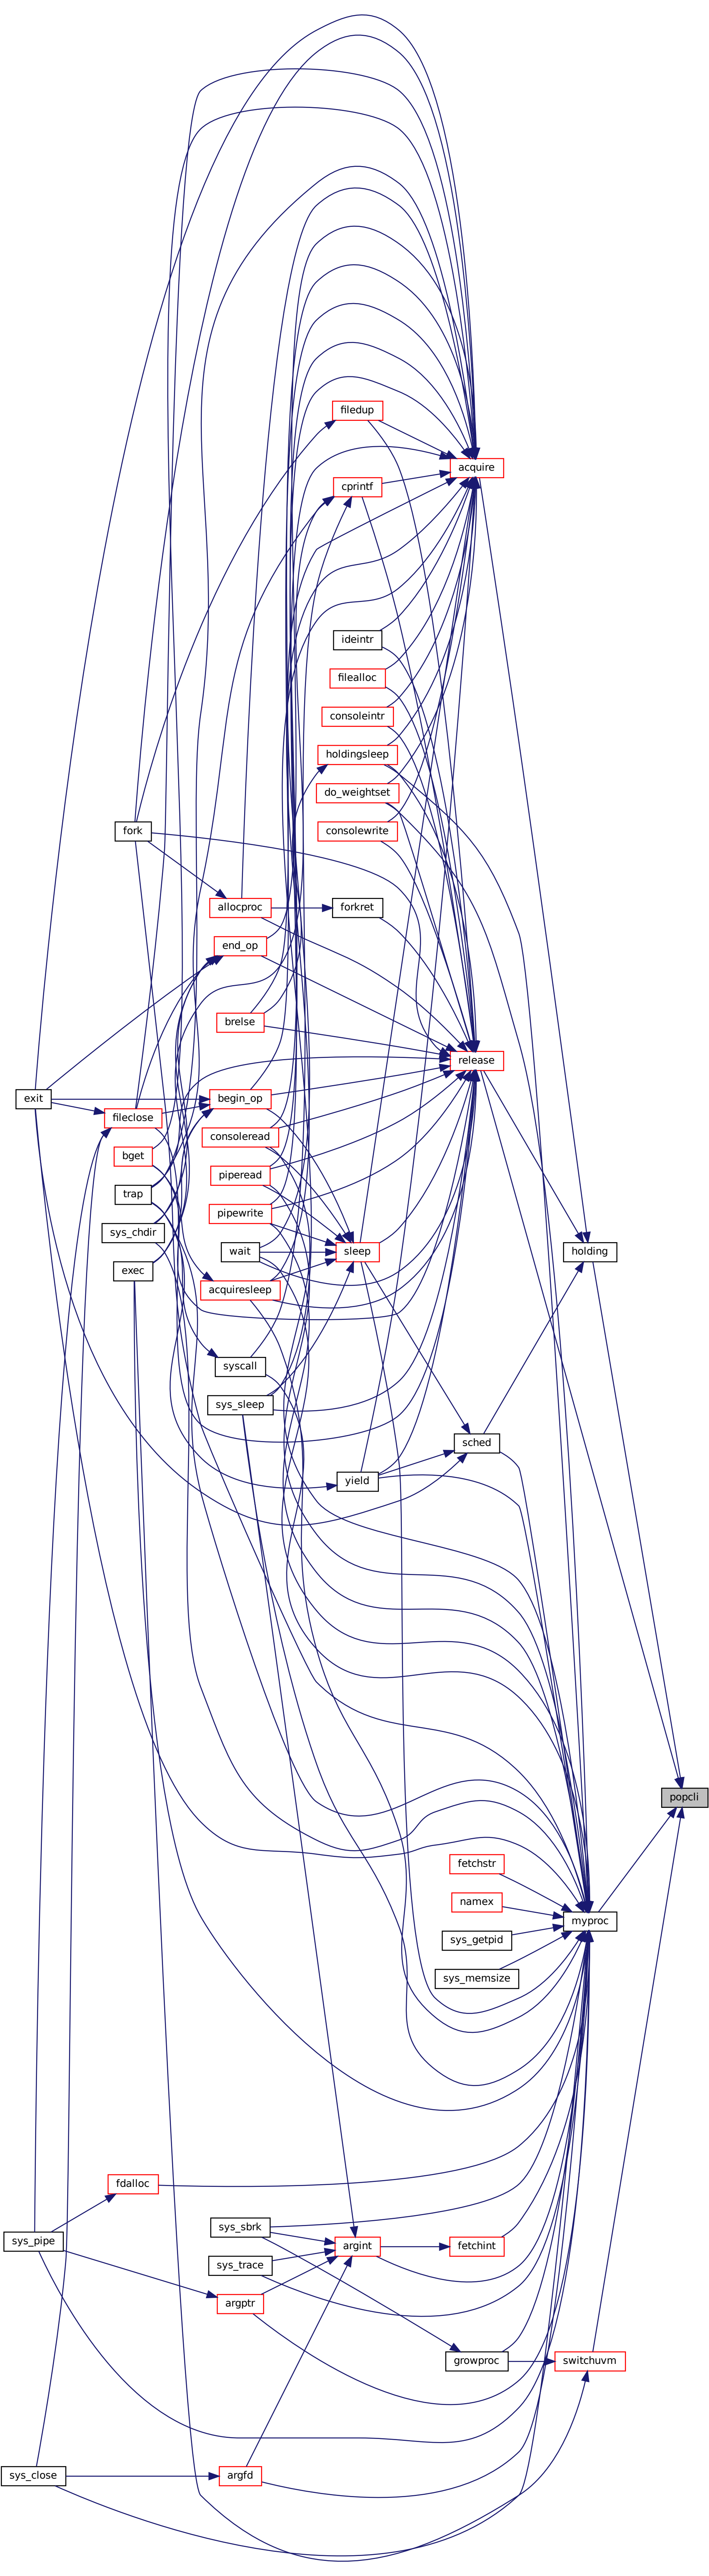 filedup
acquire
cprintf
ideintr
filealloc
consoleintr
holdingsleep
do_weightset
fork
consolewrite
allocproc
forkret
end_op
brelse
release
exit
begin_op
fileclose
consoleread
bget
piperead
trap
pipewrite
sys_chdir
wait
sleep
holding
exec
acquiresleep
syscall
sys_sleep
sched
yield
popcli
fetchstr
namex
myproc
sys_getpid
sys_memsize
fdalloc
sys_sbrk
sys_pipe
argint
fetchint
sys_trace
argptr
growproc
switchuvm
sys_close
argfd